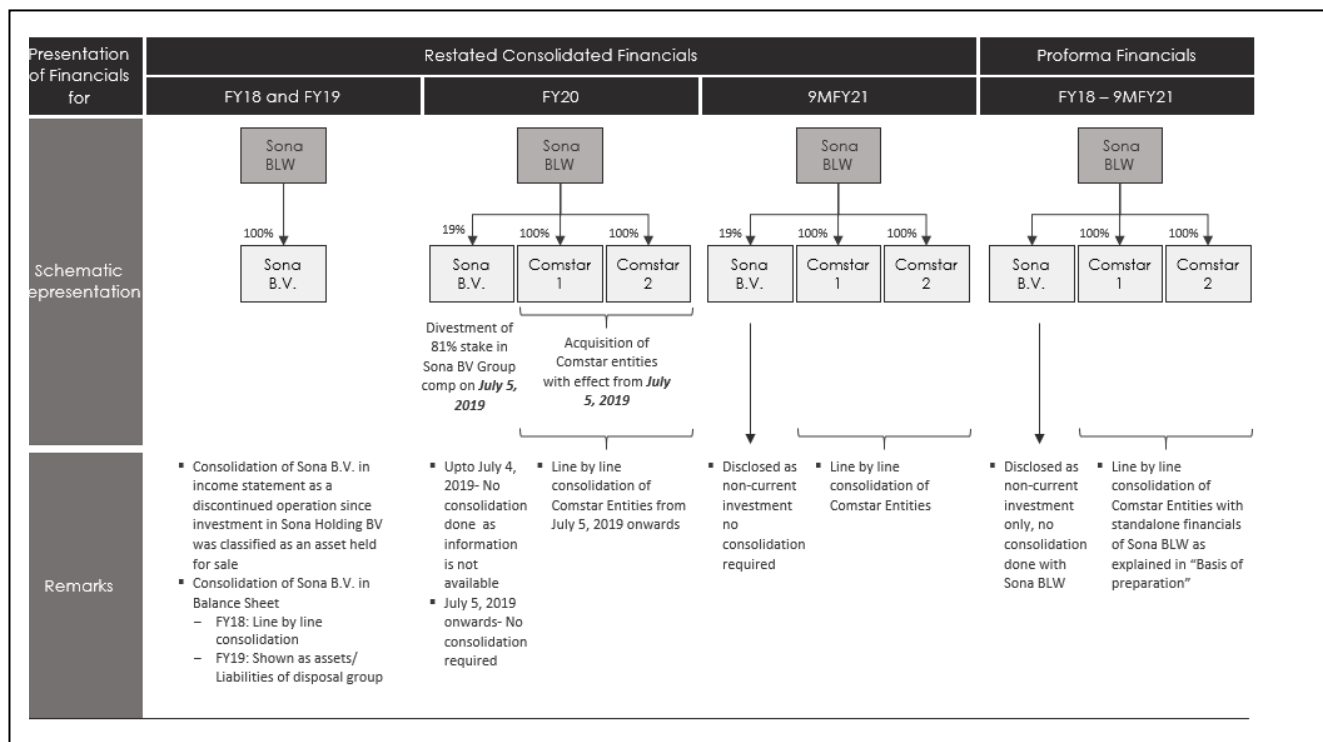 Presentation
of Financials
for
Restated Consolidated Financials
Proforma Financials
FY18 and FY19
FY20
9MFY21
FY18 – 9MFY21
Schematic
epresentation
Sona
BLW
100%
Sona
B.V.
Sona
BLW
19%
100%
100%
Sona
B.V.
Comstar
1
Comstar
2
Divestment of
81% stake in
Sona BV Group
comp on July 5,
2019
Acquisition of
Comstar entities
with effect from July
5, 2019
Sona
BLW
19%
100%
100%
Sona
B.V.
Comstar
1
Comstar
2
Sona
BLW
100%
100%
Sona
B.V.
Comstar
1
Comstar
2
Remarks
▪ Consolidation of Sona B.V. in
income statement as a
discontinued operation since
investment in Sona Holding BV
was classified as an asset held
for sale
▪ Consolidation of Sona B.V. in
Balance Sheet
– FY18: Line by line
consolidation
– FY19: Shown as assets/
Liabilities of disposal group
▪ Upto July 4,
2019- No
consolidation
done as
information
is not
available
▪ July 5, 2019
onwards- No
consolidation
required
▪ Line by line
consolidation of
Comstar Entities from
July 5, 2019 onwards
▪ Disclosed as
non-current
investment
no
consolidation
required
▪ Line by line
consolidation of
Comstar Entities
▪ Disclosed as
non-current
investment
only, no
consolidation
done with
Sona BLW
▪ Line by line
consolidation of
Comstar Entities with
standalone financials
of Sona BLW as
explained in “Basis of
preparation”